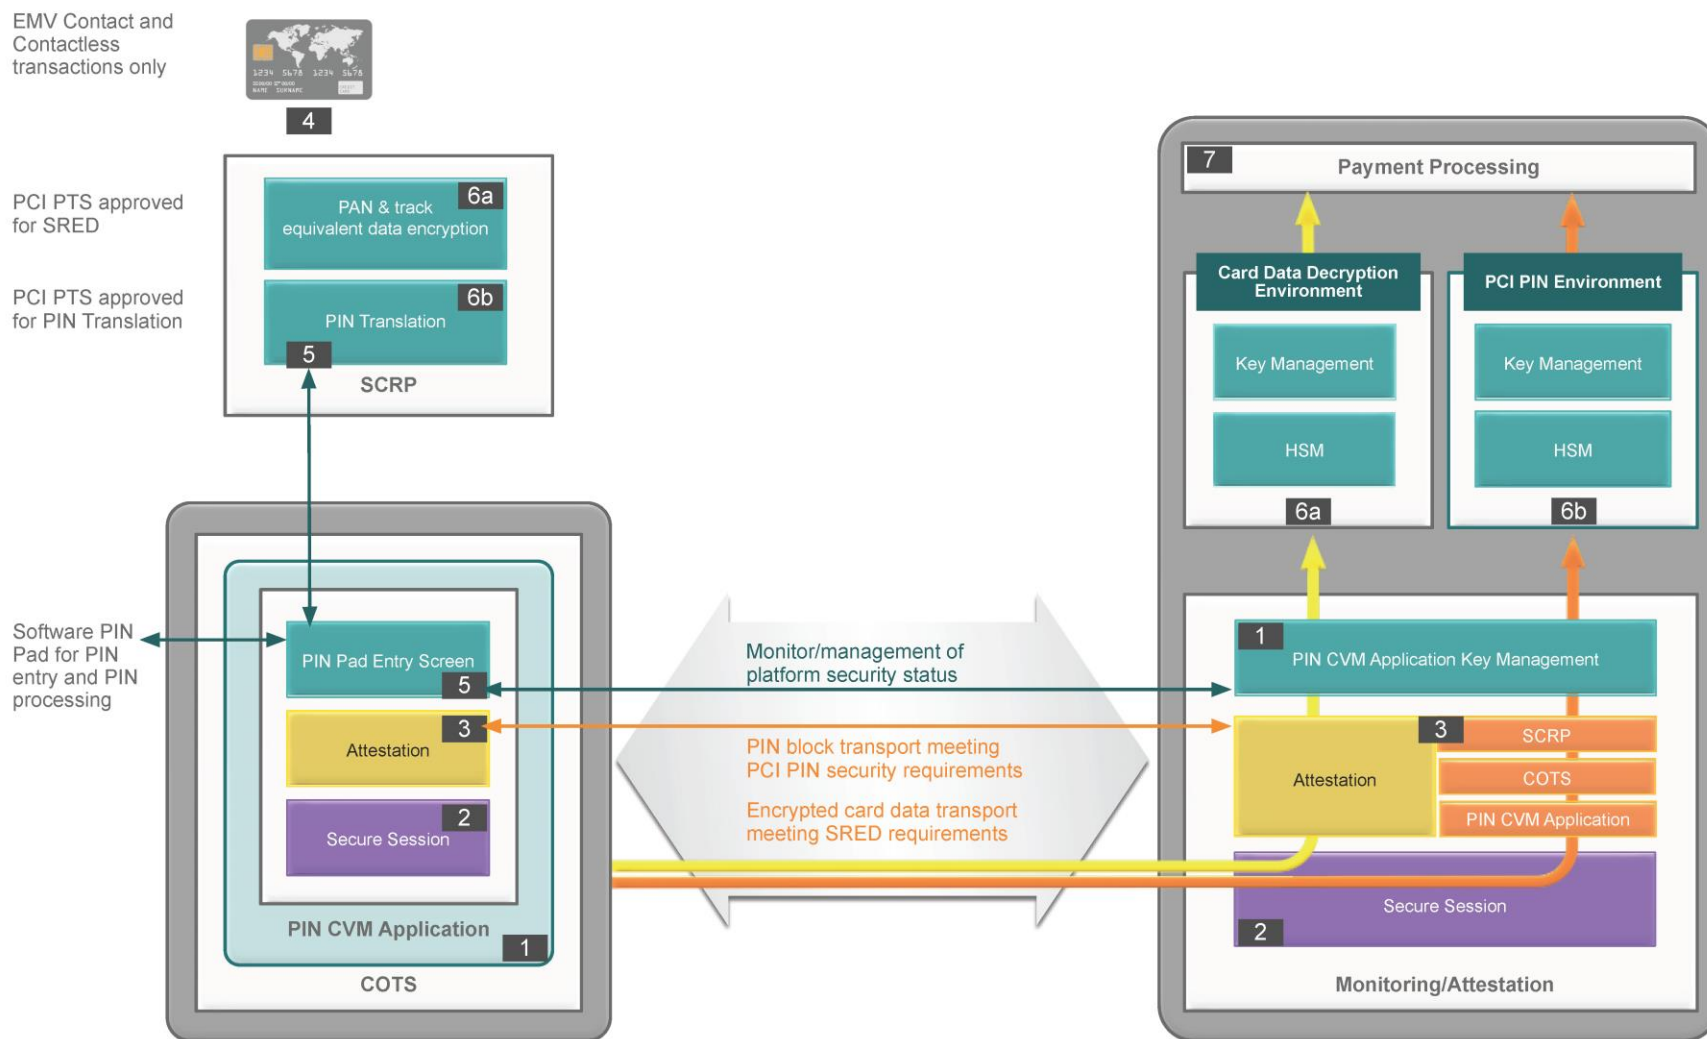 EMV Contact and
Contactless
transactions only
1234 5678 1234 5678
NAME SURNAME
4
PCI PTS approved
for SRED
6a
PAN & track
equivalent data encryption
PCI PTS approved
for PIN Translation
6b
PIN Translation
5
SCRP
Software PIN
Pad for PIN
entry and PIN
processing
PIN Pad Entry Screen
5
3
Attestation
2
Secure Session
PIN CVM Application
1
COTS
Monitor/management of
platform security status
PIN block transport meeting
PCI PIN security requirements
Encrypted card data transport
meeting SRED requirements
7
Payment Processing
Card Data Decryption
Environment
Key Management
HSM
6a
PCI PIN Environment
Key Management
HSM
6b
1
PIN CVM Application Key Management
3
Attestation
SCRP
COTS
PIN CVM Application
Secure Session
2
Monitoring/Attestation